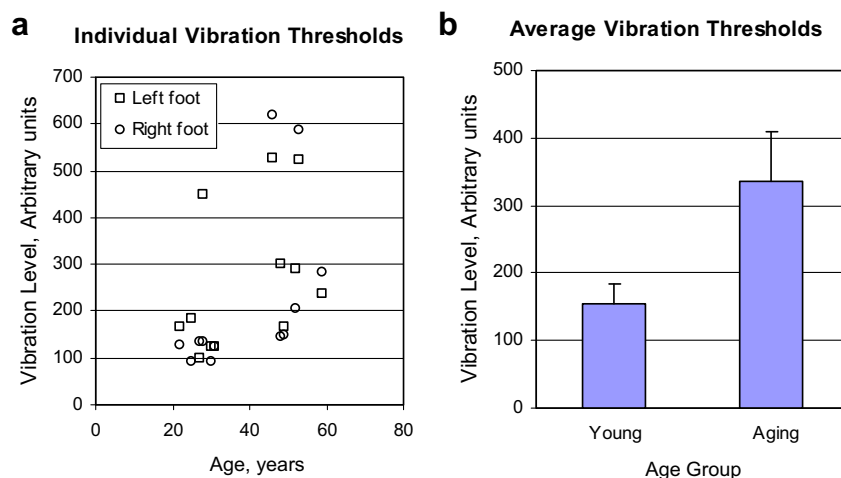 a
Individual Vibration Thresholds
Vibration Level, Arbitrary units
700
600
500
400
300
200
100
0
Left foot
Right foot
0 20 40 60 80
Age, years
b
Average Vibration Thresholds
Vibration Level, Arbitrary units
500
400
300
200
100
0
Young Aging
Age Group